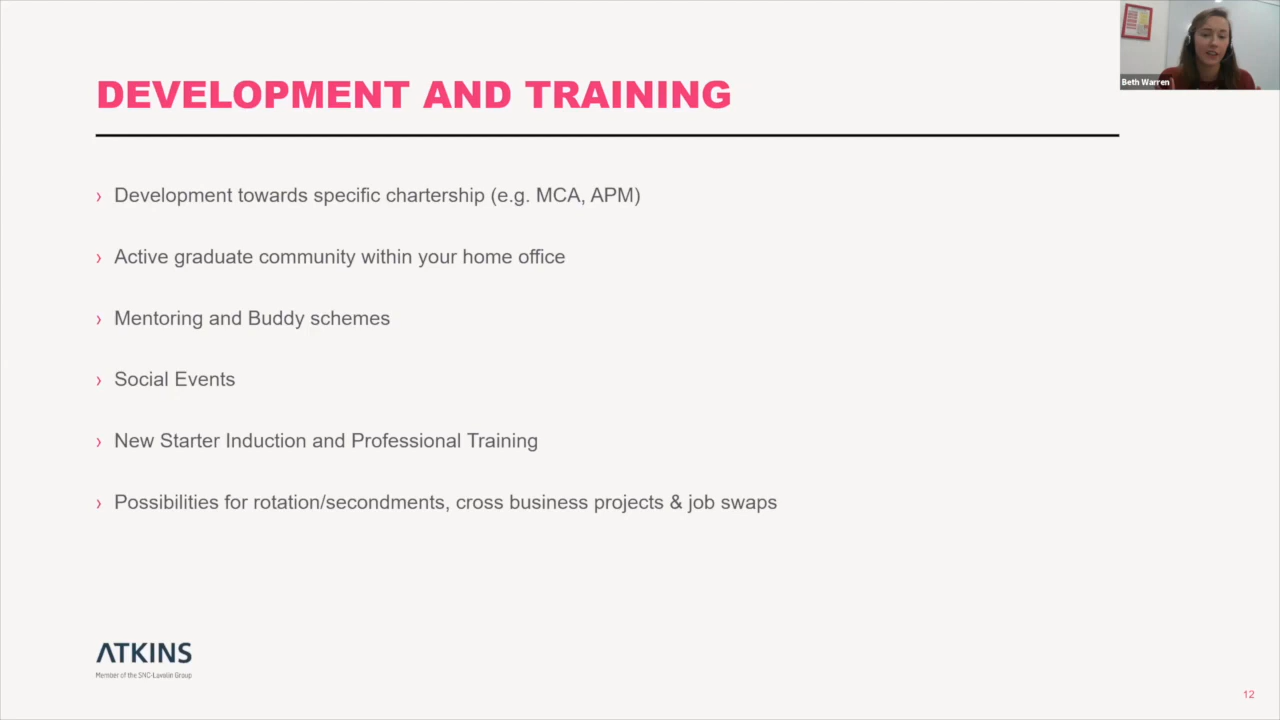 Beth Warren
DEVELOPMENT AND TRAINING
› Development towards specific chartership (e.g. MCA, APM)
› Active graduate community within your home office
› Mentoring and Buddy schemes
› Social Events
› New Starter Induction and Professional Training
› Possibilities for rotation/secondments, cross business projects & job swaps
ATKINS
Member of the SNC-Lavalin Group
12